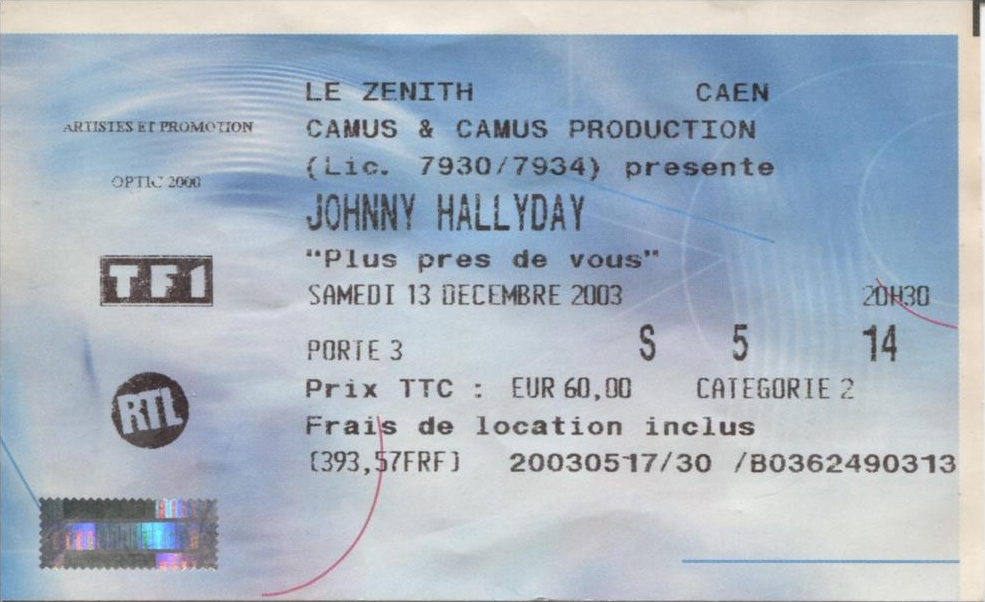 LE ZENITH CAEN
ARTISTES ET PROMOTION
CAMUS & CAMUS PRODUCTION
(Lic. 7930/7934) presente
OPTIC 2000
JOHNNY HALLYDAY
"Plus pres de vous"
TF1
SAMEDI 13 DECEMBRE 2003 20H30
PORTE 3 S 5 14
RTL
Prix TTC : EUR 60,00 CATEGORIE 2
Frais de location inclus
(393,57FRF) 20030517/30 /B0362490313